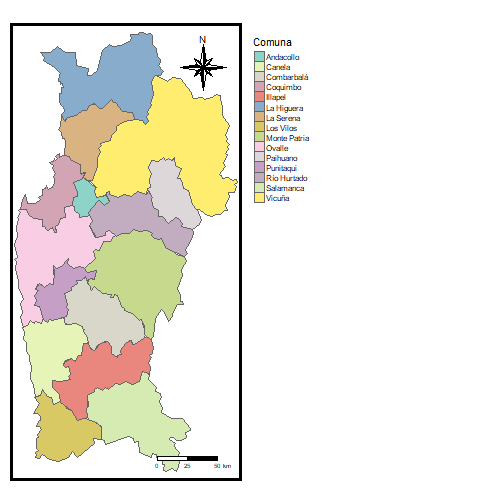 N
Comuna
Andacollo
Canela
Combarbalá
Coquimbo
Illapel
La Higuera
La Serena
Los Vilos
Monte Patria
Ovalle
Paihuano
Punitaqui
Río Hurtado
Salamanca
Vicuña
0 25 50 km